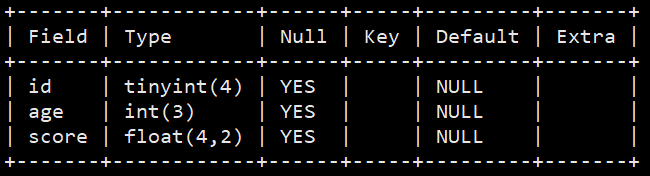 +-------+------------+------+-----+---------+-------+
| Field | Type       | Null | Key | Default | Extra |
+-------+------------+------+-----+---------+-------+
| id    | tinyint(4) | YES  |     | NULL    |       |
| age   | int(3)     | YES  |     | NULL    |       |
| score | float(4,2) | YES  |     | NULL    |       |
+-------+------------+------+-----+---------+-------+